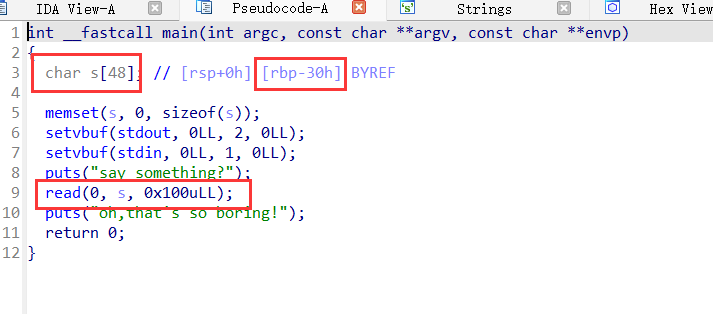 IDA View-A Pseudocode-A Strings Hex View
1 int __fastcall main(int argc, const char **argv, const char **envp)
2 {
3 char s[48]; // [rsp+0h] [rbp-30h] BYREF
4
5 memset(s, 0, sizeof(s));
6 setvbuf(stdout, 0LL, 2, 0LL);
7 setvbuf(stdin, 0LL, 1, 0LL);
8 puts("say something?");
9 read(0, s, 0x100uLL);
10 puts("oh,that's so boring!");
11 return 0;
12 }